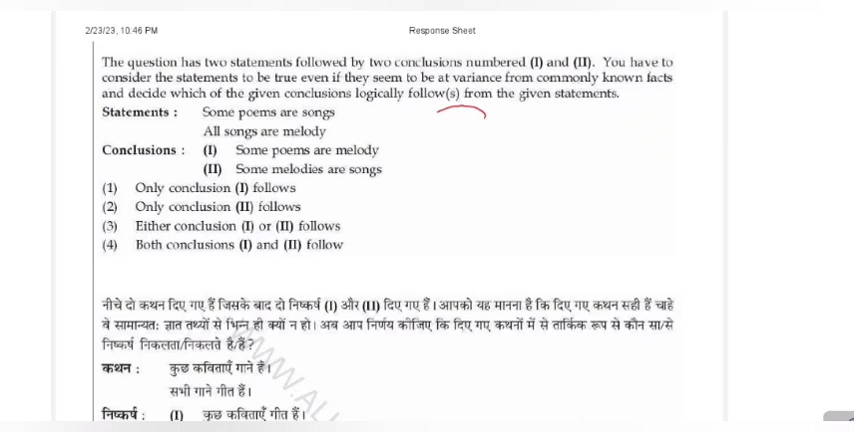 2/23/23, 10:46 PM Response Sheet
The question has two statements followed by two conclusions numbered (I) and (II). You have to
consider the statements to be true even if they seem to be at variance from commonly known facts
and decide which of the given conclusions logically follow(s) from the given statements.
Statements : Some poems are songs
All songs are melody
Conclusions : (I) Some poems are melody
(II) Some melodies are songs
(1) Only conclusion (I) follows
(2) Only conclusion (II) follows
(3) Either conclusion (I) or (II) follows
(4) Both conclusions (I) and (II) follow
नीचे दो कथन दिए गए हैं जिसके बाद दो निष्कर्ष (I) और (II) दिए गए हैं। आपको यह मानना है कि दिए गए कथन सही हैं चाहे
वे सामान्यतः ज्ञात तथ्यों से भिन्न ही क्यों न हो। अब आप निर्णय कीजिए कि दिए गए कथनों में से तार्किक रूप से कौन सा/से
निष्कर्ष निकलता/निकलते है/हैं?
कथन : कुछ कविताएँ गाने हैं।
सभी गाने गीत हैं।
निष्कर्ष : (I) कुछ कविताएँ गीत हैं।
WWW.AL